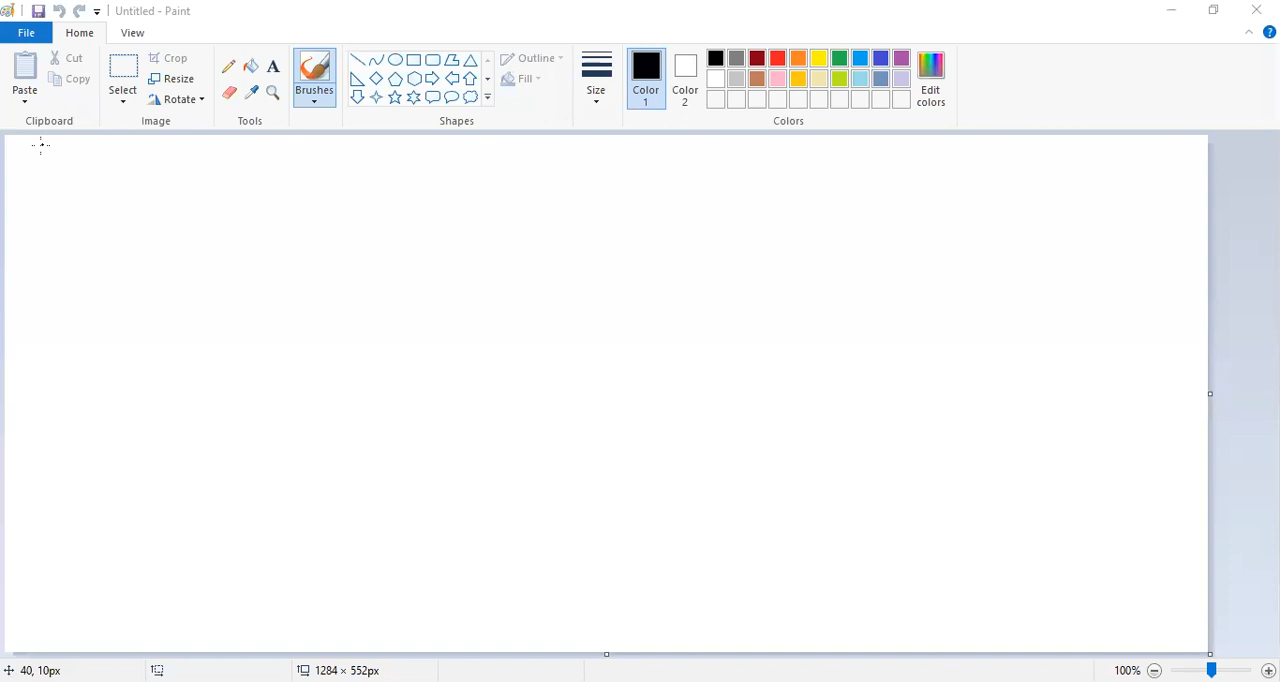 Untitled - Paint
File Home View
Paste
Cut
Copy
Clipboard
Select
Crop
Resize
Rotate
Image
A
Tools
Brushes
Outline
Fill
Shapes
Size
Color 1
Color 2
Edit colors
Colors
40, 10px
1284 × 552px
100%